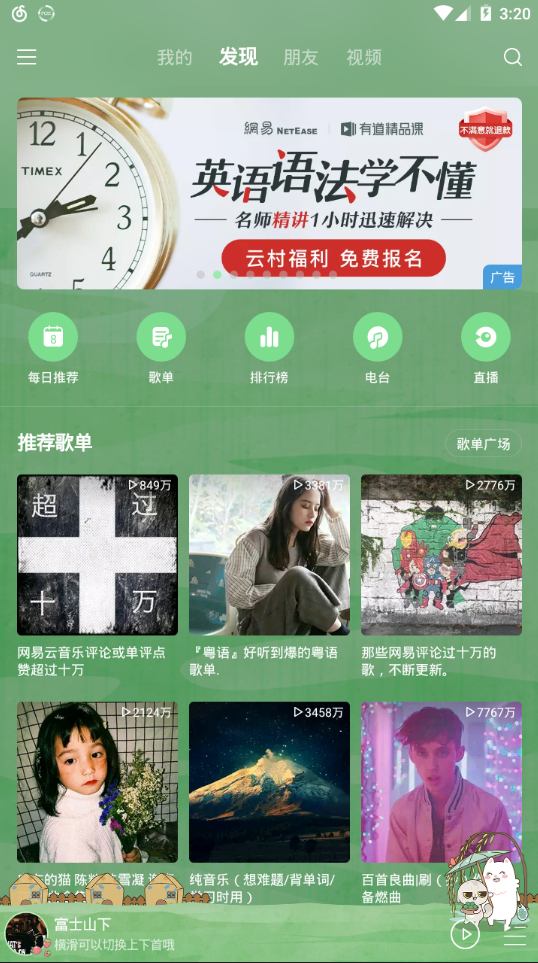 3:20
我的 发现 朋友 视频
12
TIMEX
2
3
4
5
6
QUARTZ
網易 NETEASE 有道精品课
不满意就退款
英语语法学不懂
名师精讲1小时迅速解决
云村福利 免费报名
广告
8
每日推荐 歌单 排行榜 电台 直播
推荐歌单
歌单广场
849万
超过
十万
3381万
2776万
网易云音乐评论或单评点
赞超过十万
『粤语』好听到爆的粤语
歌单.
那些网易评论过十万的
歌，不断更新。
2124万
3458万
7767万
的猫 陈
雪凝
纯音乐（想难题/背单词/
习时用）
百首良曲|刷（
备燃曲
富士山下
横滑可以切换上下首哦